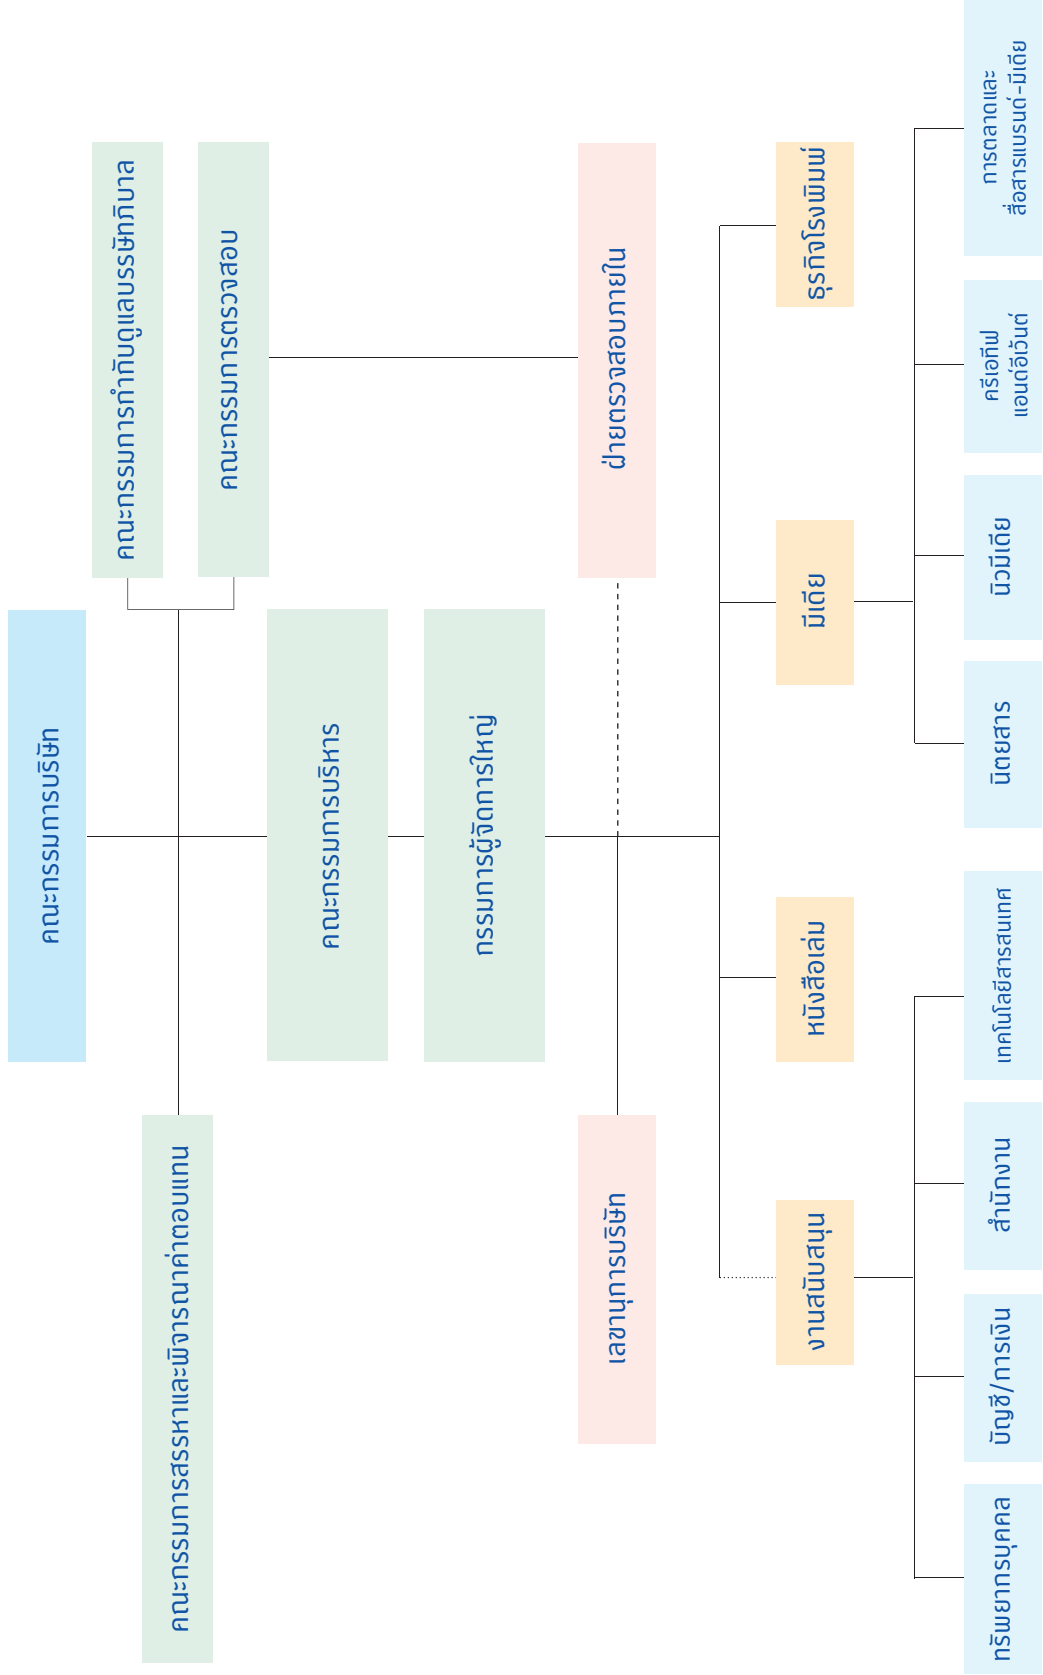 คณะกรรมการบริษัท
คณะกรรมการสรรหาและพิจารณาค่าตอบแทน
คณะกรรมการกำกับดูแลบรรษัทภิบาล
คณะกรรมการตรวจสอบ
คณะกรรมการบริหาร
กรรมการผู้จัดการใหญ่
เลขานุการบริษัท
ฝ่ายตรวจสอบภายใน
งานสนับสนุน
หนังสือเล่ม
มีเดีย
ธุรกิจโรงพิมพ์
ทรัพยากรบุคคล
บัญชี/การเงิน
สำนักงาน
เทคโนโลยีสารสนเทศ
นิตยสาร
นิวมีเดีย
ครีเอทีฟ
แอนด์อีเว้นต์
การตลาดและ
สื่อสารแบรนด์-มีเดีย